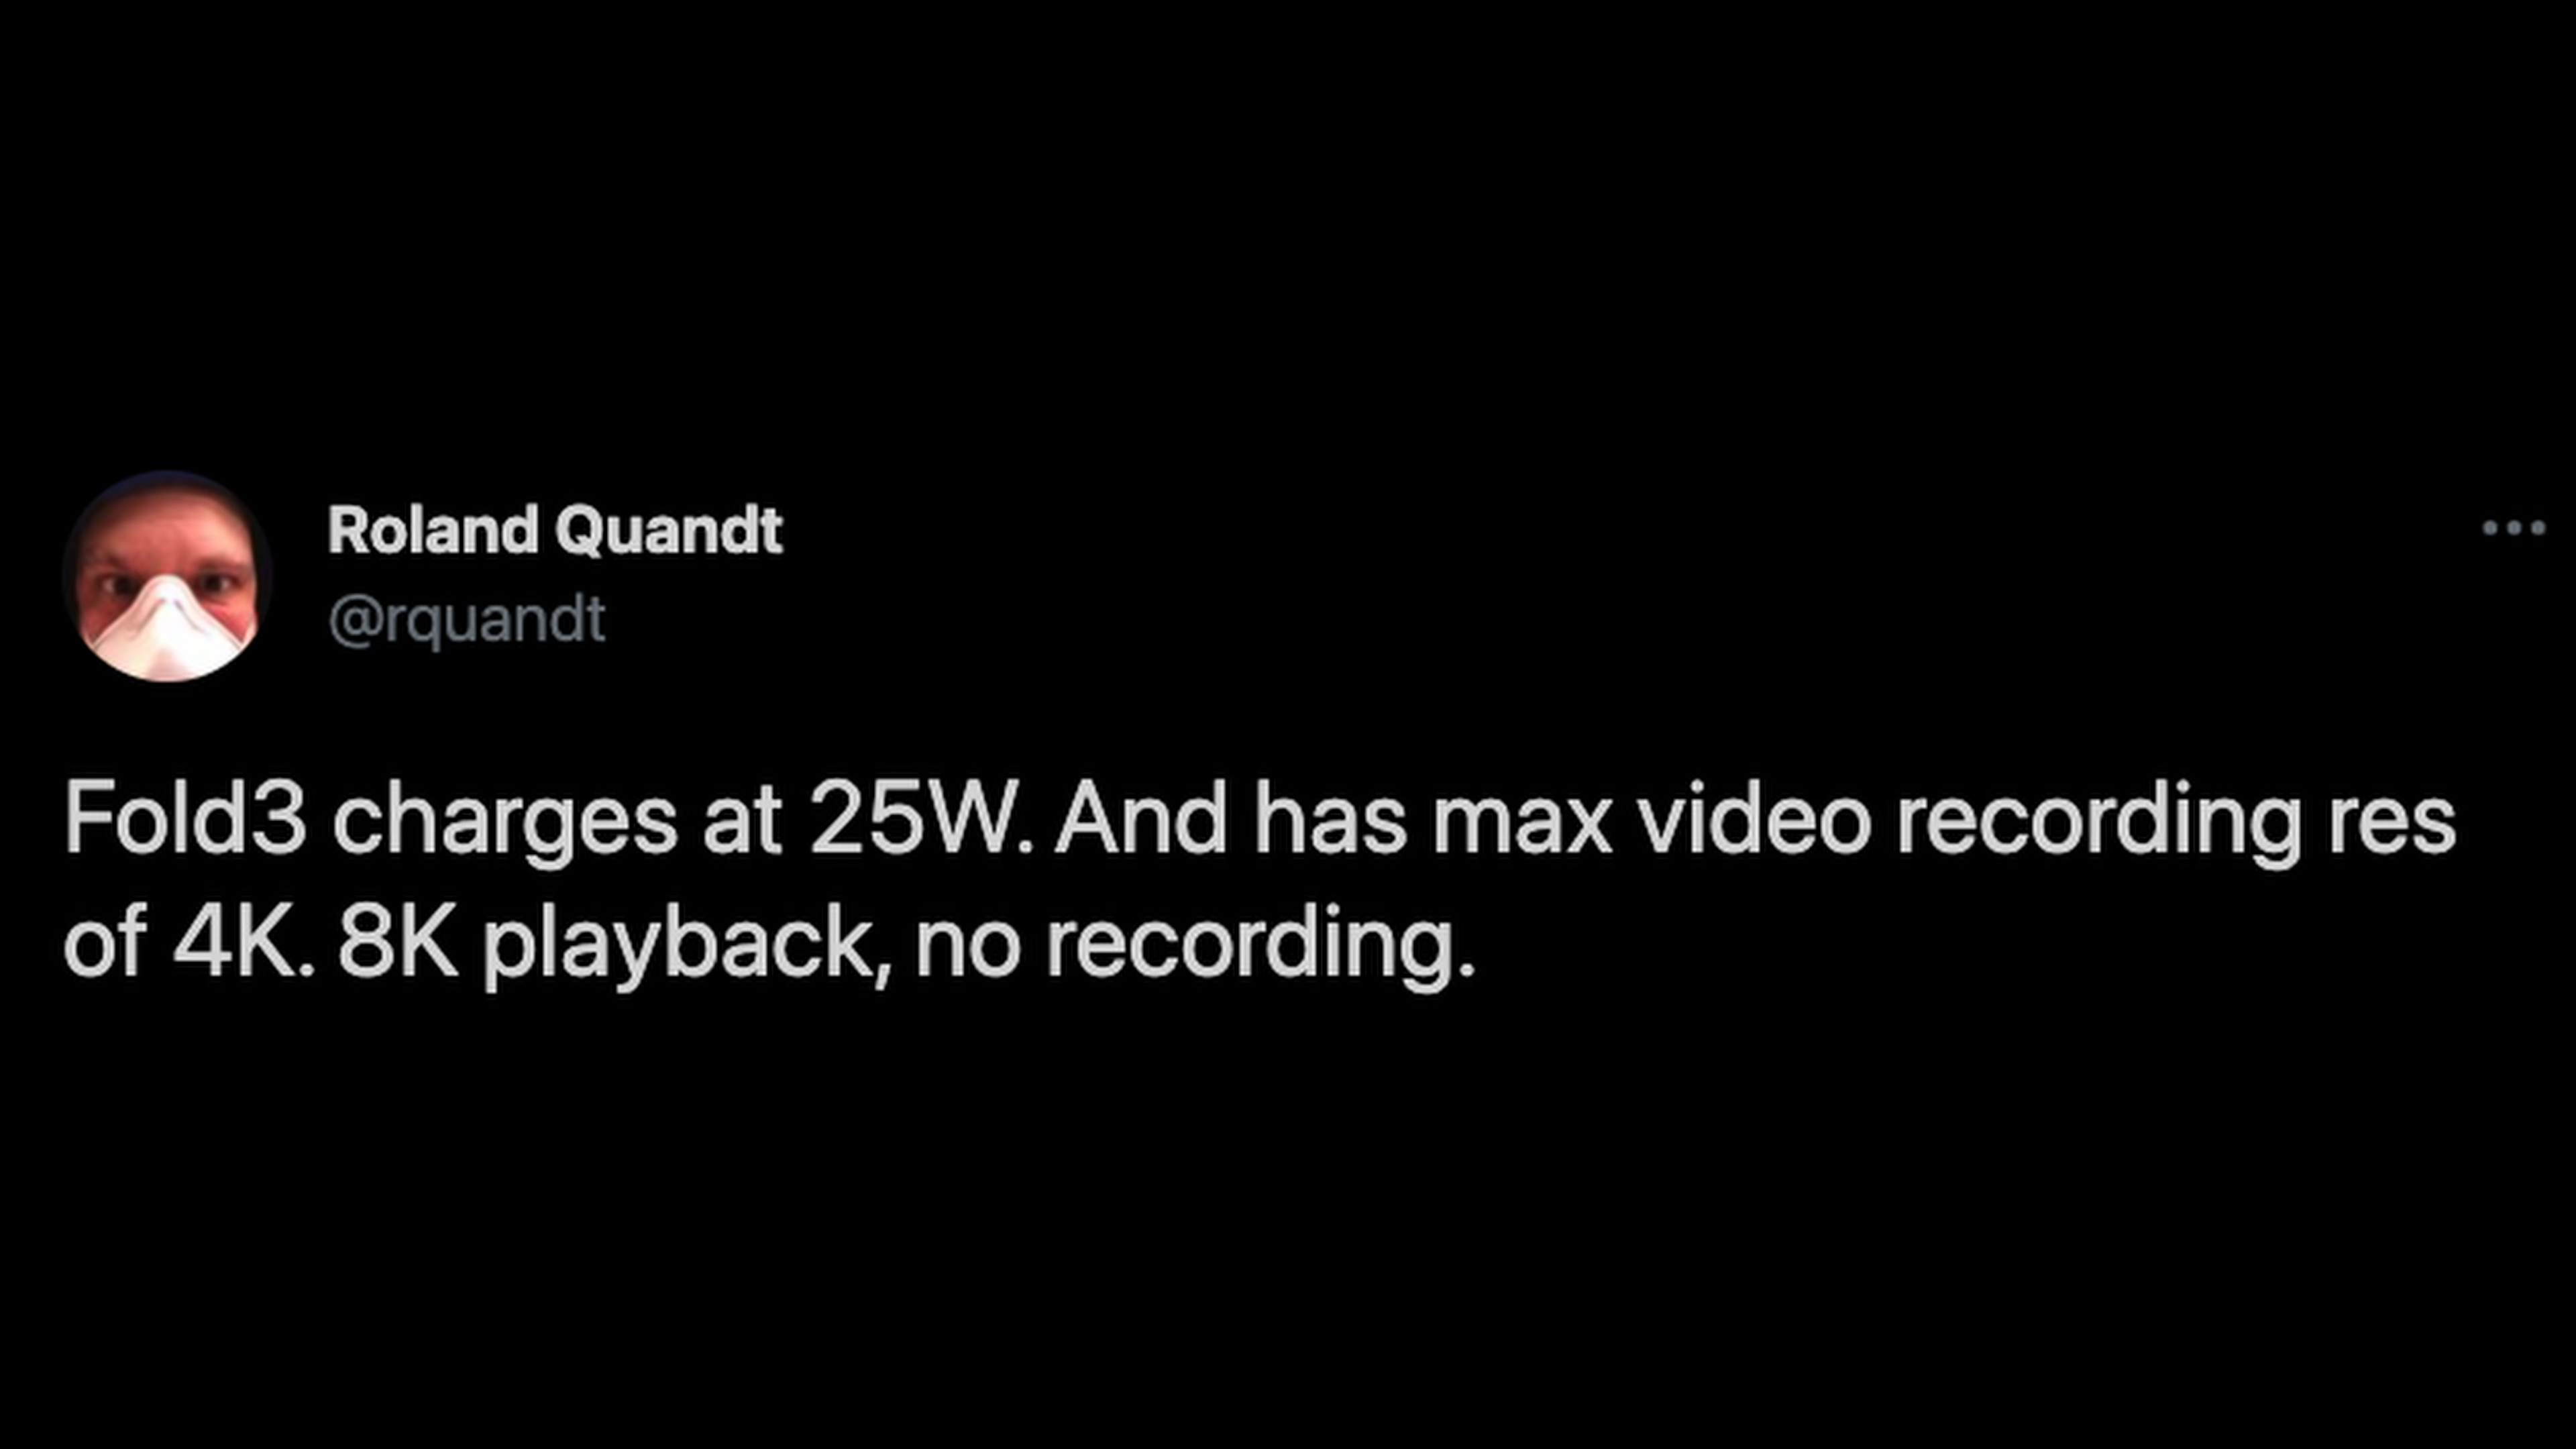 Roland Quandt
@rquandt
Fold3 charges at 25W. And has max video recording res
of 4K. 8K playback, no recording.